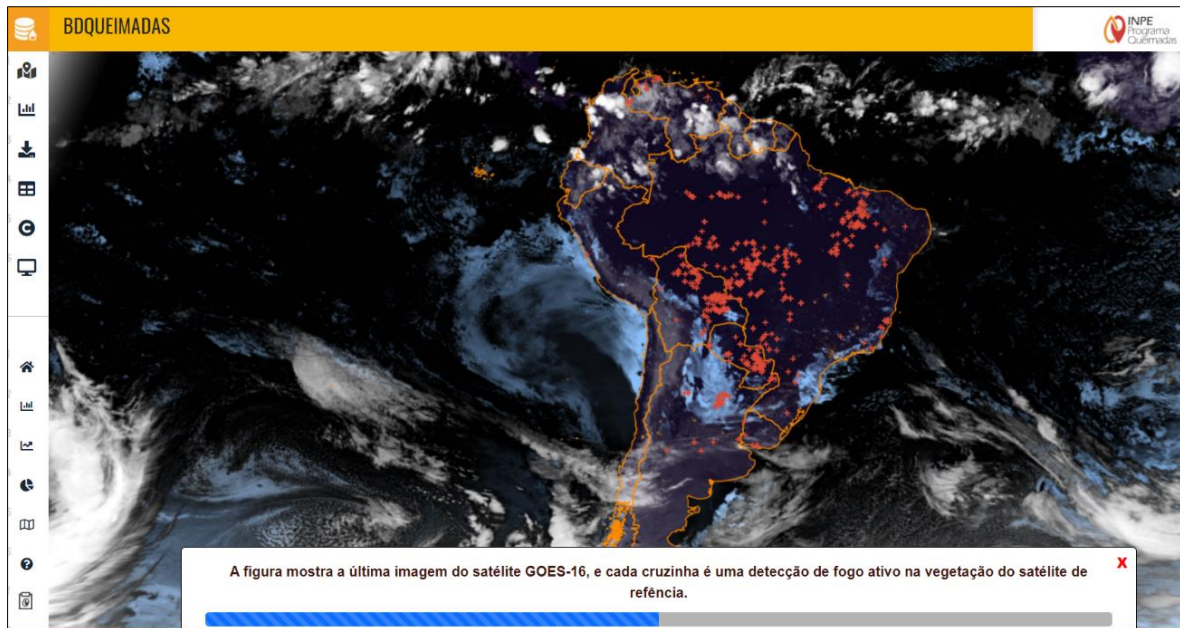 BDQUEIMADAS
INPE
Programa
Queimadas
A figura mostra a última imagem do satélite GOES-16, e cada cruzinha é uma detecção de fogo ativo na vegetação do satélite de
refência.
X